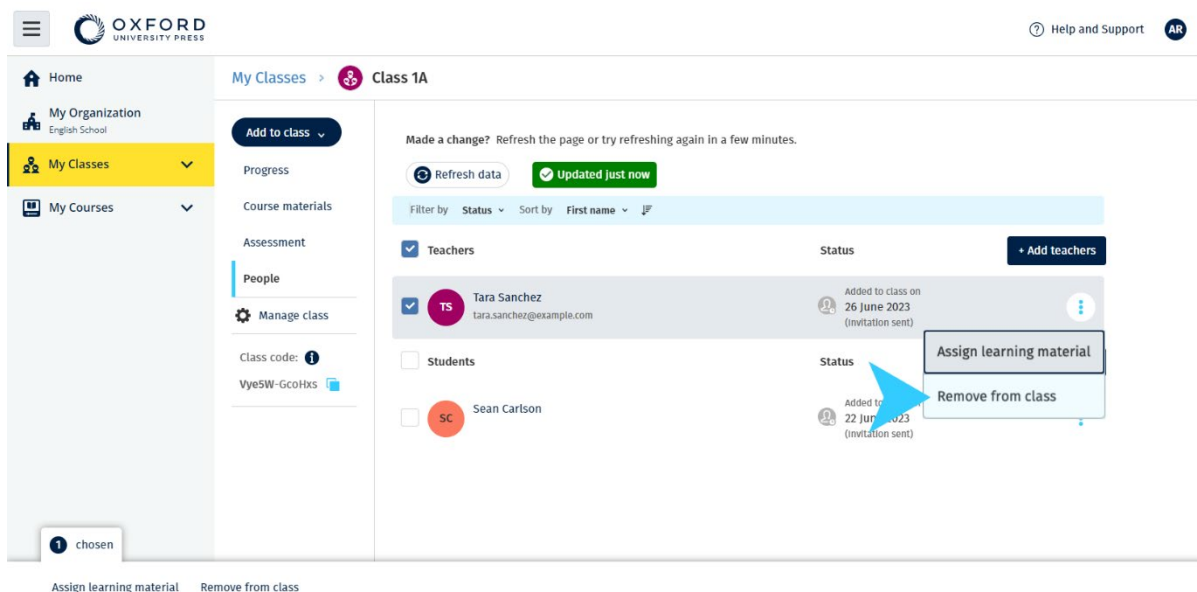 OXFORD
UNIVERSITY PRESS
Help and Support
AR
Home
My Organization
English School
My Classes
My Courses
My Classes > Class 1A
Add to class
Progress
Course materials
Assessment
People
Manage class
Class code:
Vye5W-GcoHxs
Made a change? Refresh the page or try refreshing again in a few minutes.
Refresh data
Updated just now
Filter by Status Sort by First name
Teachers
Status
+ Add teachers
TS
Tara Sanchez
tara.sanchez@example.com
Added to class on
26 June 2023
(invitation sent)
Assign learning material
Remove from class
Students
Status
SC
Sean Carlson
Added
22 2023
(invitation sent)
1 chosen
Assign learning material Remove from class